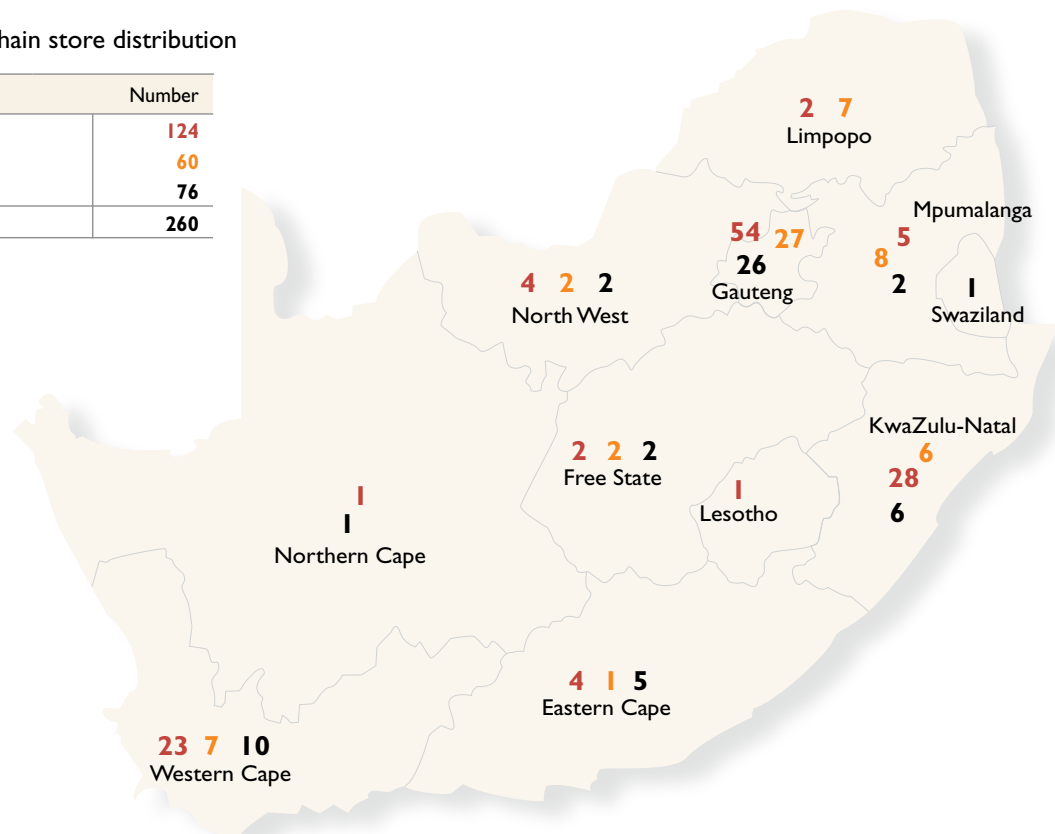 hain store distribution
Number
124
60
76
260
2 7
Limpopo
Mpumalanga
5
8
2
1
Swaziland
54 27
26
Gauteng
4 2 2
North West
KwaZulu-Natal
6
28
6
2 2 2
Free State
1
Lesotho
1
1
Northern Cape
4 1 5
Eastern Cape
23 7 10
Western Cape